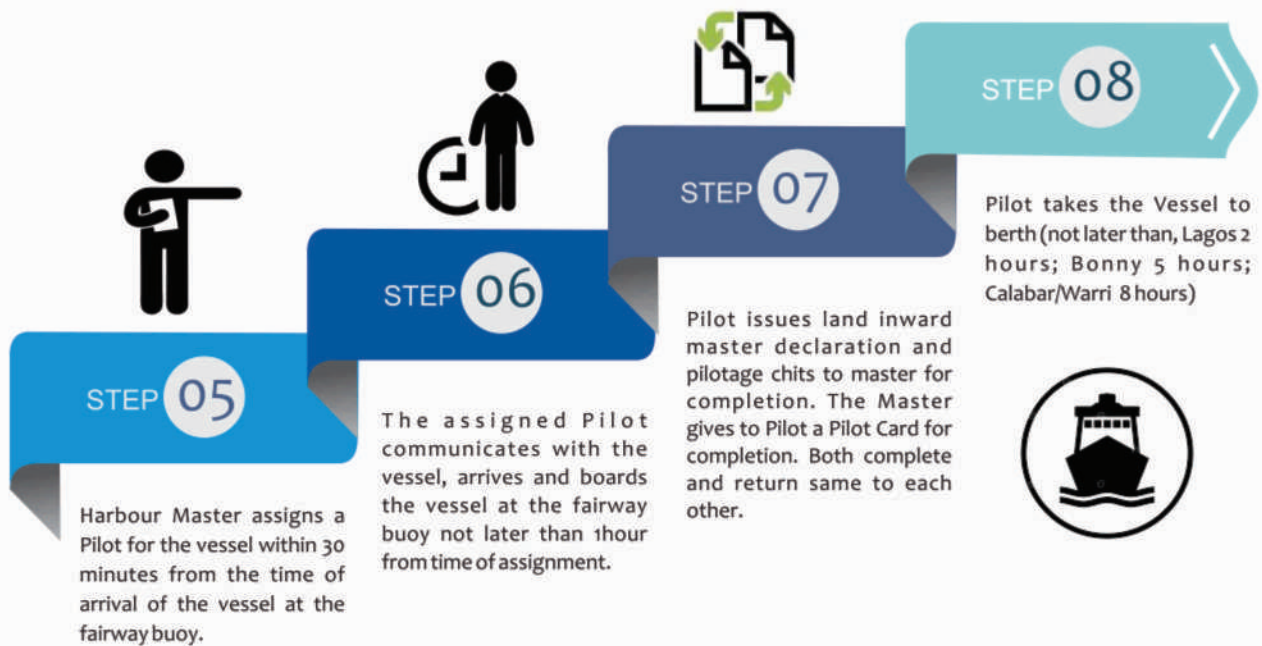 STEP 05
Harbour Master assigns a
Pilot for the vessel within 30
minutes from the time of
arrival of the vessel at the
fairway buoy.
STEP 06
The assigned Pilot
communicates with the
vessel, arrives and boards
the vessel at the fairway
buoy not later than 1hour
from time of assignment.
STEP 07
Pilot issues land inward
master declaration and
pilotage chits to master for
completion. The Master
gives to Pilot a Pilot Card for
completion. Both complete
and return same to each
other.
STEP 08
Pilot takes the Vessel to
berth (not later than, Lagos 2
hours; Bonny 5 hours;
Calabar/Warri 8 hours)